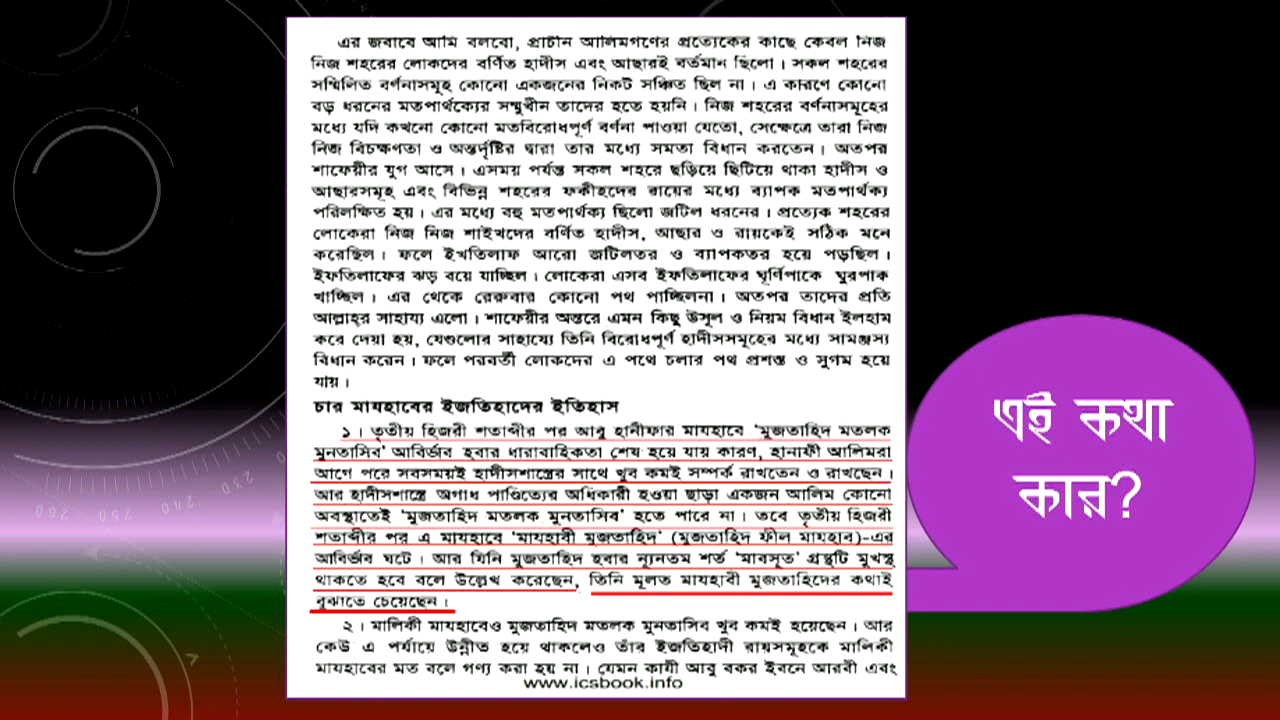 এর জবাবে আমি বলবো, প্রাচীন আলিমগণের প্রত্যেকের কাছে কেবল নিজ
নিজ শহরের লোকদের বর্ণিত হাদীস এবং আছারই বর্তমান ছিলো। সকল শহরের
সম্মিলিত বর্ণনাসমূহ কোনো একজনের নিকট সঞ্চিত ছিল না। এ কারণে কোনো
বড় ধরনের মতপার্থক্যের সম্মুখীন তাদের হতে হয়নি। নিজ শহরের বর্ণনাসমূহের
মধ্যে যদি কখনো কোনো মতবিরোধপূর্ণ বর্ণনা পাওয়া যেতো, সেক্ষেত্রে তারা নিজ
নিজ বিচক্ষণতা ও অন্তর্দৃষ্টির দ্বারা তার মধ্যে সমতা বিধান করতেন। অতপর
শাফেয়ীর যুগ আসে। এসময় পর্যন্ত সকল শহরে ছড়িয়ে ছিটিয়ে থাকা হাদীস ও
আছারসমূহ এবং বিভিন্ন শহরের ফকীহদের রায়ের মধ্যে ব্যাপক মতপার্থক্য
পরিলক্ষিত হয়। এর মধ্যে বহু মতপার্থক্য ছিলো জটিল ধরনের। প্রত্যেক শহরের
লোকেরা নিজ নিজ শাইখদের বর্ণিত হাদীস, আছার ও রায়কেই সঠিক মনে
করেছিল। ফলে ইখতিলাফ আরো জটিলতর ও ব্যাপকতর হয়ে পড়ছিল।
ইফতিলাফের ঝড় বয়ে যাচ্ছিল। লোকেরা এসব ইফতিলাফের ঘূর্ণিপাকে ঘুরপাক
খাচ্ছিল। এর থেকে রেরুবার কোনো পথ পাচ্ছিলনা। অতপর তাদের প্রতি
আল্লাহর সাহায্য এলো। শাফেয়ীর অন্তরে এমন কিছু উসূল ও নিয়ম বিধান ইলহাম
করে দেয়া হয়, যেগুলোর সাহায্যে তিনি বিরোধপূর্ণ হাদীসসমূহের মধ্যে সামঞ্জস্য
বিধান করেন। ফলে পরবর্তী লোকদের এ পথে চলার পথ প্রশস্ত ও সুগম হয়ে
যায়।
চার মাযহাবের ইজতিহাদের ইতিহাস
১। তৃতীয় হিজরী শতাব্দীর পর আবু হানীফার মাযহাবে ‘মুজতাহিদ মতলক
মুনতাসিব’ আবির্ভাব হবার ধারাবাহিকতা শেষ হয়ে যায় কারণ, হানাফী আলিমরা
আগে পরে সবসময়ই হাদীসশাস্ত্রের সাথে খুব কমই সম্পর্ক রাখতেন ও রাখছেন।
আর হাদীসশাস্ত্রে অগাধ পাণ্ডিত্যের অধিকারী হওয়া ছাড়া একজন আলিম কোনো
অবস্থাতেই ‘মুজতাহিদ মতলক মুনতাসিব’ হতে পারে না। তবে তৃতীয় হিজরী
শতাব্দীর পর এ মাযহাবে ‘মাযহাবী মুজতাহিদ’ (মুজতাহিদ ফীল মাযহাব)-এর
আবির্ভাব ঘটে। আর যিনি মুজতাহিদ হবার ন্যূনতম শর্ত ‘মাবসূত’ গ্রন্থটি মুখস্থ
থাকতে হবে বলে উল্লেখ করেছেন, তিনি মূলত মাযহাবী মুজতাহিদের কথাই
বুঝাতে চেয়েছেন।
২। মালিকী মাযহাবেও মুজতাহিদ মতলক মুনতাসিব খুব কমই হয়েছেন। আর
কেউ এ পর্যায়ে উন্নীত হয়ে থাকলেও তাঁর ইজতিহাদী রায়সমূহকে মালিকী
মাযহাবের মত বলে গণ্য করা হয় না। যেমন কাযী আবু বকর ইবনে আরবী এবং
www.icsbook.info
এই কথা
কার?
230
240
250
260